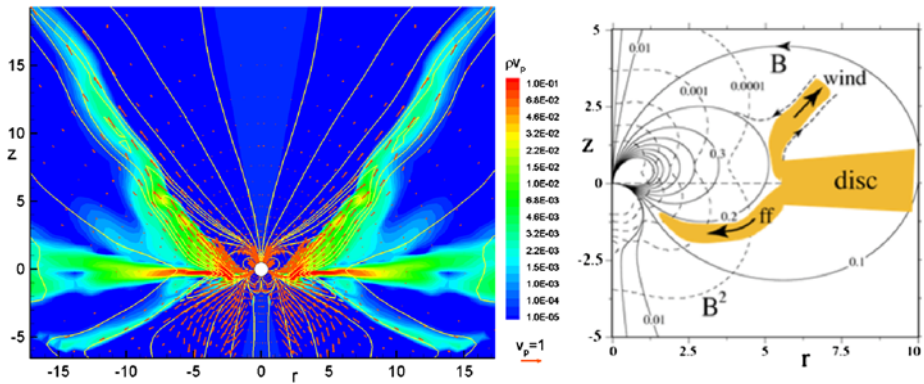 15
10
5
0
-5
z
-15
-10
-5
0
r
5
10
15
ρv_p
1.0E-01
6.8E-02
4.6E-02
3.2E-02
2.2E-02
1.5E-02
1.0E-02
6.8E-03
4.6E-03
3.2E-03
2.2E-03
1.5E-03
1.0E-03
1.0E-04
1.0E-05
v_p=1
5
2.5
0
-2.5
-5
z
0
2.5
5
7.5
10
r
0.01
0.001
0.0001
B
wind
0.3
disc
0.2
ff
0.1
B²
0.01